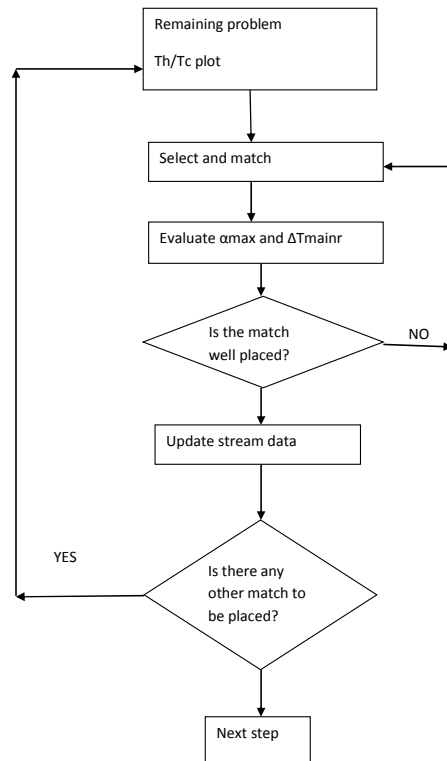 Remaining problem
Th/Tc plot
Select and match
Evaluate αmax and ΔTmainr
Is the match
well placed?
NO
Update stream data
YES
Is there any
other match to
be placed?
Next step